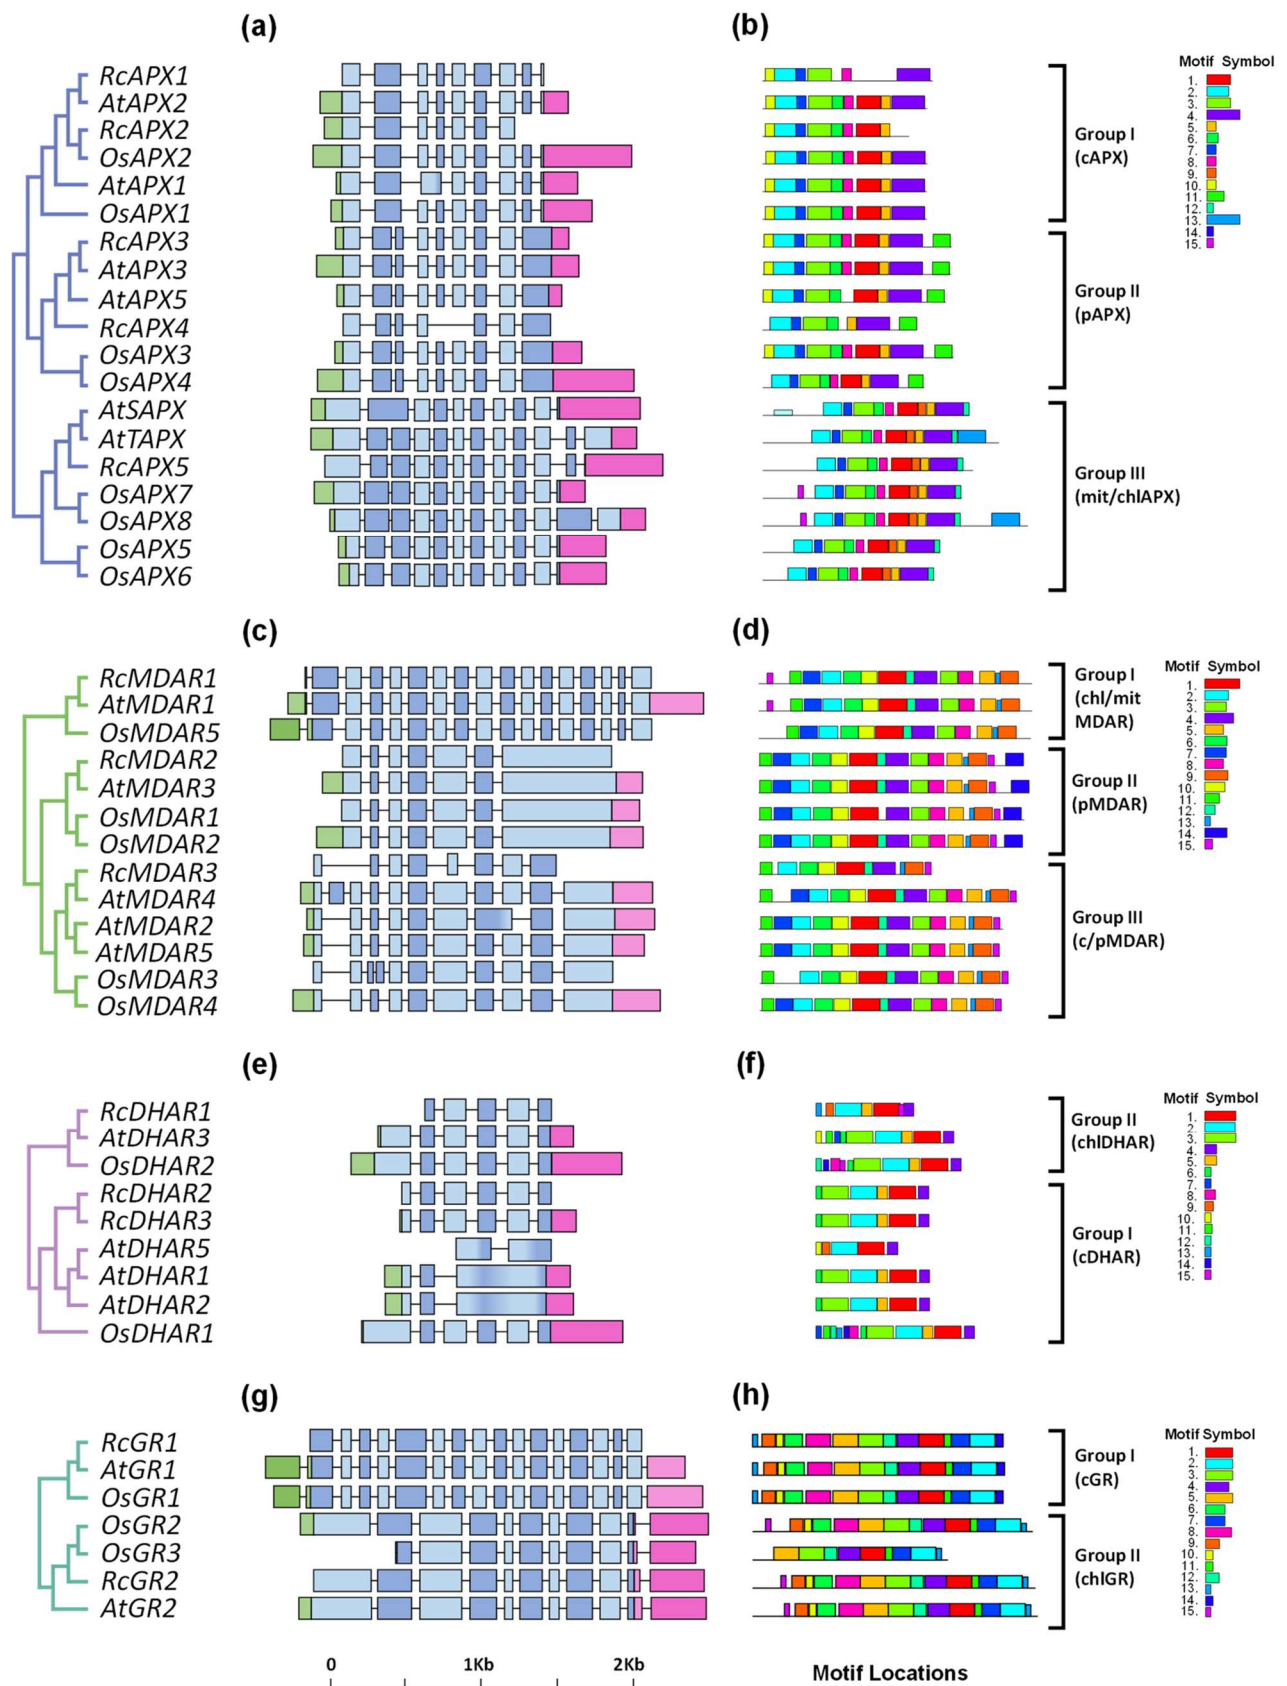 (a)
(b)
Motif Symbol
RcAPX1
AtAPX2
RcAPX2
OsAPX2
AtAPX1
OsAPX1
RcAPX3
AtAPX3
AtAPX5
RcAPX4
OsAPX3
OsAPX4
AtSAPX
AtTAPX
RcAPX5
OsAPX7
OsAPX8
OsAPX5
OsAPX6
Group I
(cAPX)
Group II
(pAPX)
Group III
(mit/chlAPX)
1.
2.
3.
4.
5.
6.
7.
8.
9.
10.
11.
12.
13.
14.
15.
(c)
(d)
Motif Symbol
RcMDAR1
AtMDAR1
OsMDAR5
RcMDAR2
AtMDAR3
OsMDAR1
OsMDAR2
RcMDAR3
AtMDAR4
AtMDAR2
AtMDAR5
OsMDAR3
OsMDAR4
Group I
(chl/mit
MDAR)
Group II
(pMDAR)
Group III
(c/pMDAR)
1.
2.
3.
4.
5.
6.
7.
8.
9.
10.
11.
12.
13.
14.
15.
(e)
(f)
Motif Symbol
RcDHAR1
AtDHAR3
OsDHAR2
RcDHAR2
RcDHAR3
AtDHAR5
AtDHAR1
AtDHAR2
OsDHAR1
Group II
(chlDHAR)
Group I
(cDHAR)
1.
2.
3.
4.
5.
6.
7.
8.
9.
10.
11.
12.
13.
14.
15.
(g)
(h)
Motif Symbol
RcGR1
AtGR1
OsGR1
OsGR2
OsGR3
RcGR2
AtGR2
Group I
(cGR)
Group II
(chlGR)
1.
2.
3.
4.
5.
6.
7.
8.
9.
10.
11.
12.
13.
14.
15.
0 1Kb 2Kb
Motif Locations